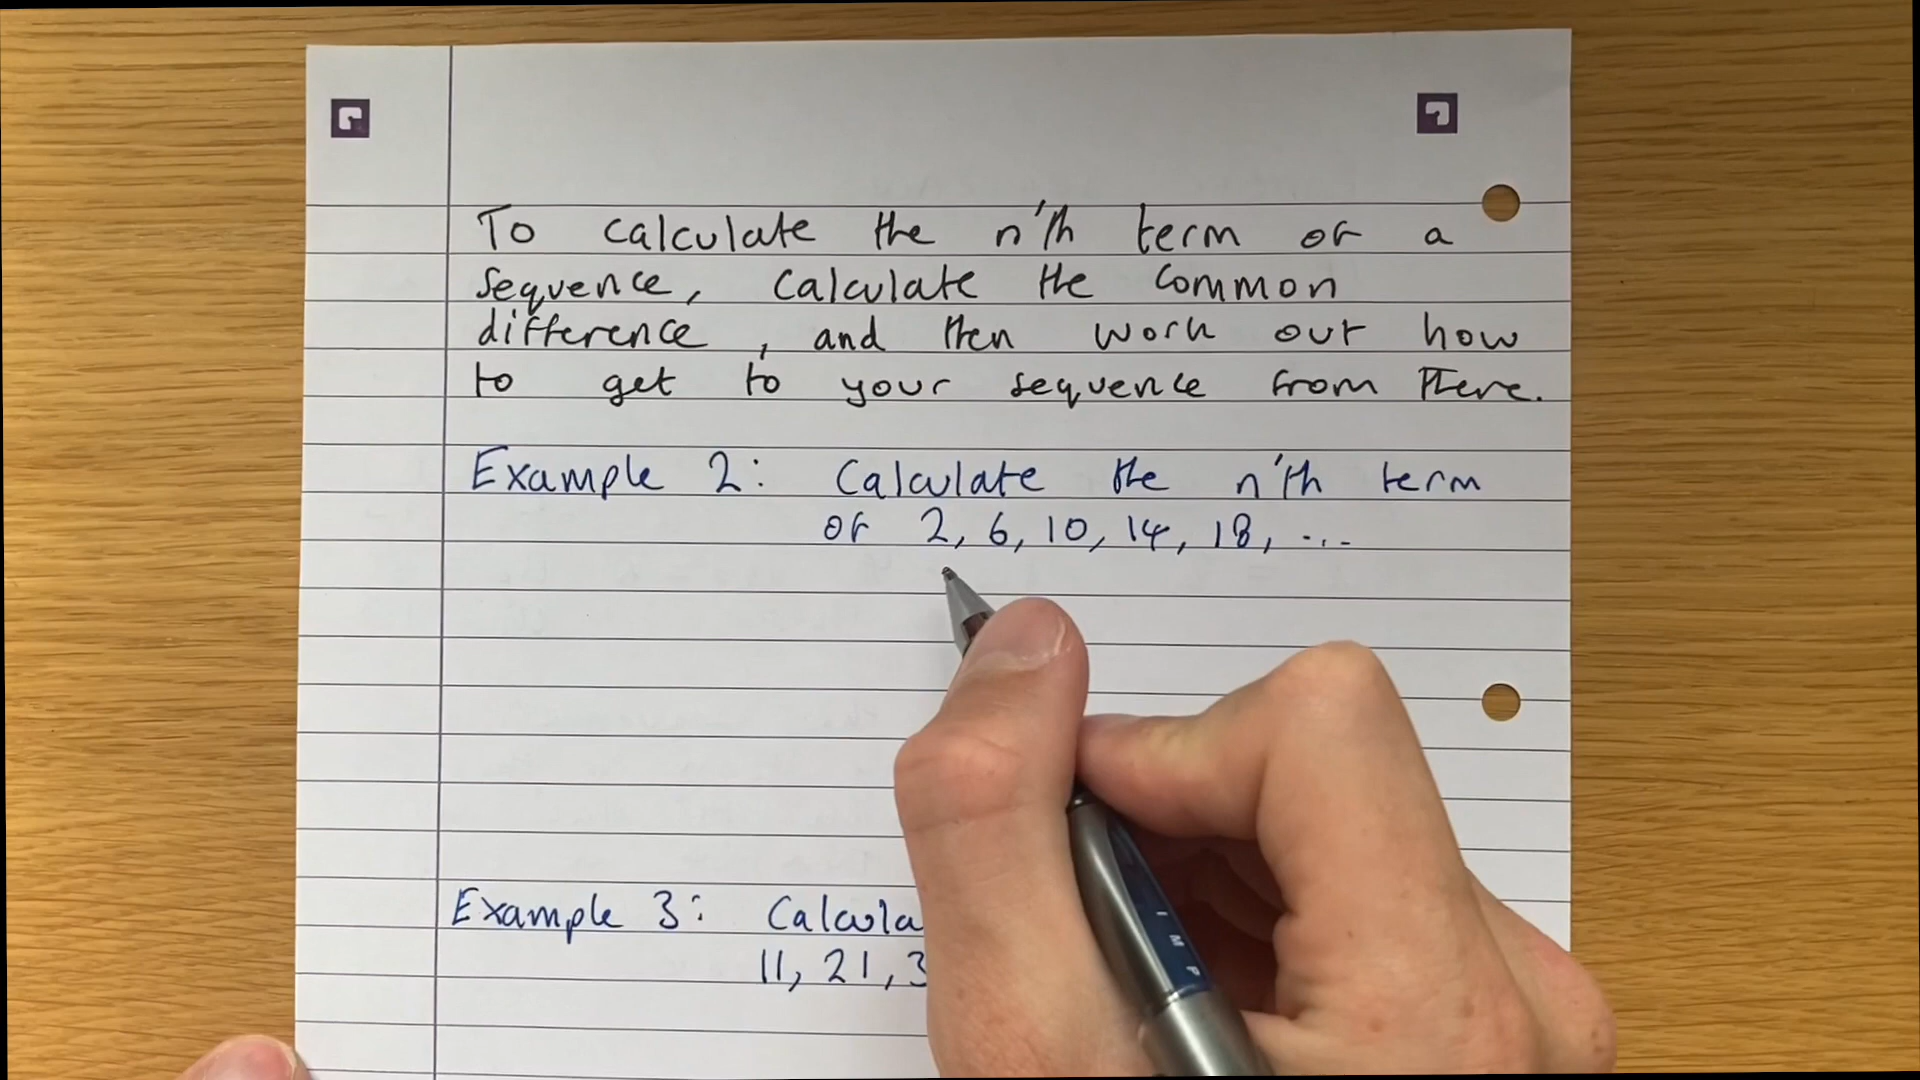 To calculate the n'th term of a
sequence, calculate the common
difference, and then work out how
to get to your sequence from there.
Example 2: Calculate the n'th term
of 2, 6, 10, 14, 18, ...
Example 3: Calcula
11, 21, 3
I M P